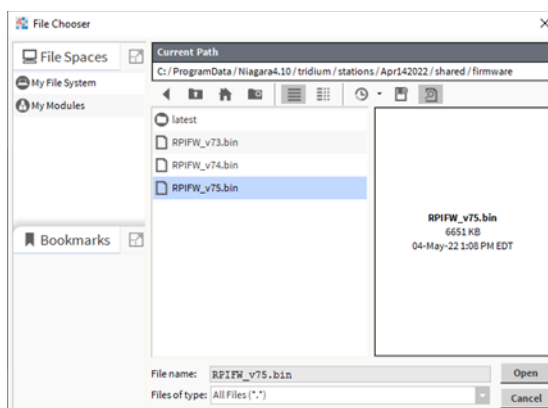 File Chooser
File Spaces
My File System
My Modules
Bookmarks
Current Path
C:/ProgramData/Niagara4.10/tridium/stations/Apr142022/shared/firmware
latest
RPIFW_v73.bin
RPIFW_v74.bin
RPIFW_v75.bin
RPIFW_v75.bin
6651 KB
04-May-22 1:08 PM EDT
File name: RPIFW_v75.bin
Open
Files of type: All Files (*.*)
Cancel